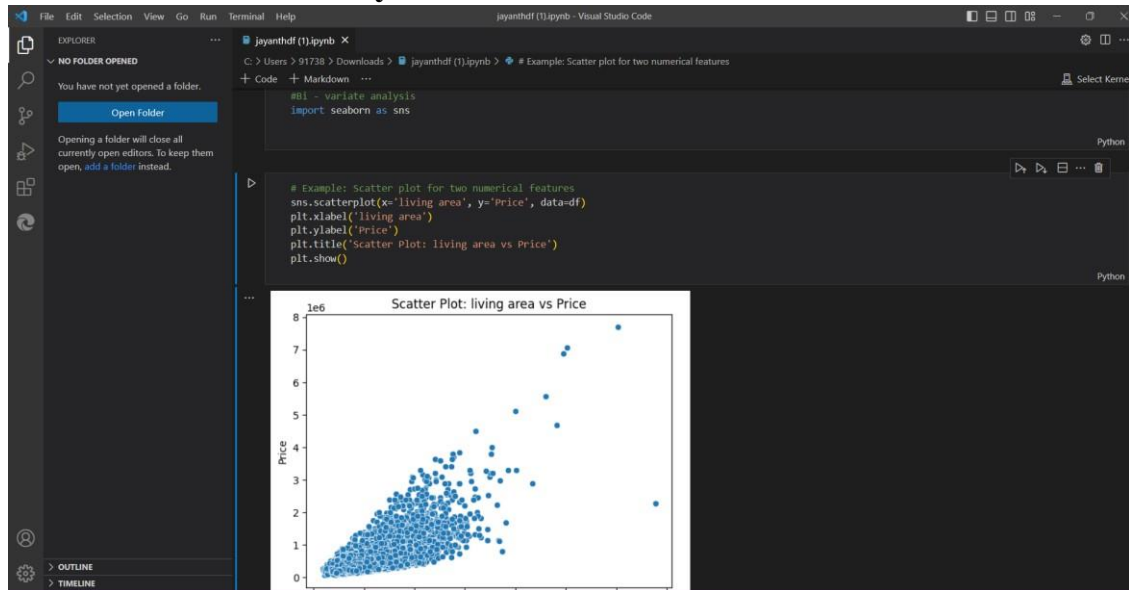 File Edit Selection View Go Run Terminal Help
jayanthdf (1).ipynb - Visual Studio Code
EXPLORER ...
NO FOLDER OPENED
You have not yet opened a folder.
Open Folder
Opening a folder will close all
currently open editors. To keep them
open, add a folder instead.
OUTLINE
TIMELINE
jayanthdf (1).ipynb
C: > Users > 91738 > Downloads > jayanthdf (1).ipynb > # Example: Scatter plot for two numerical features
+ Code + Markdown ...
Select Kerne
#Bi - variate analysis
import seaborn as sns
Python
# Example: Scatter plot for two numerical features
sns.scatterplot(x='living area', y='Price', data=df)
plt.xlabel('living area')
plt.ylabel('Price')
plt.title('Scatter Plot: living area vs Price')
plt.show()
Python
Scatter Plot: living area vs Price
1e6
8
7
6
5
4
3
2
1
0
Price